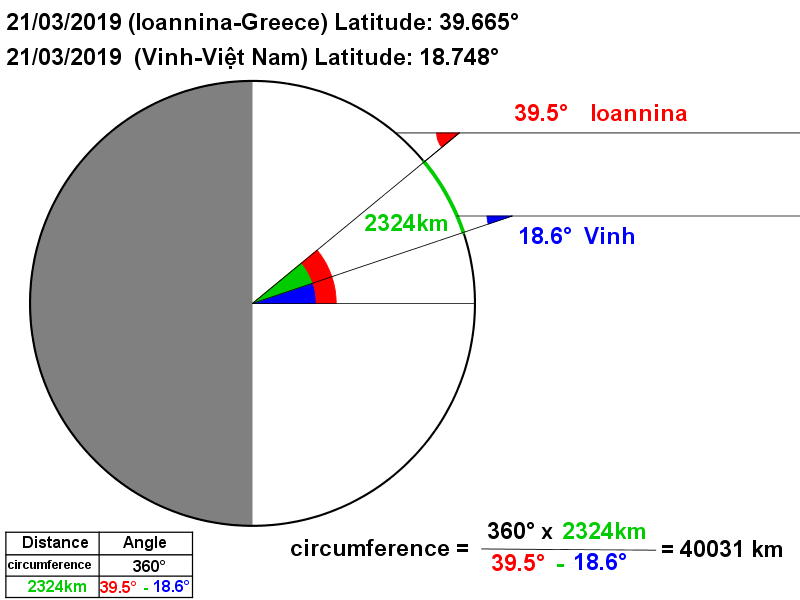 21/03/2019 (Ioannina-Greece) Latitude: 39.665°
21/03/2019 (Vinh-Việt Nam) Latitude: 18.748°
39.5° Ioannina
2324km
18.6° Vinh
circumference = 360° x 2324km
39.5° - 18.6°
= 40031 km
Distance Angle
circumference 360°
2324km 39.5° - 18.6°